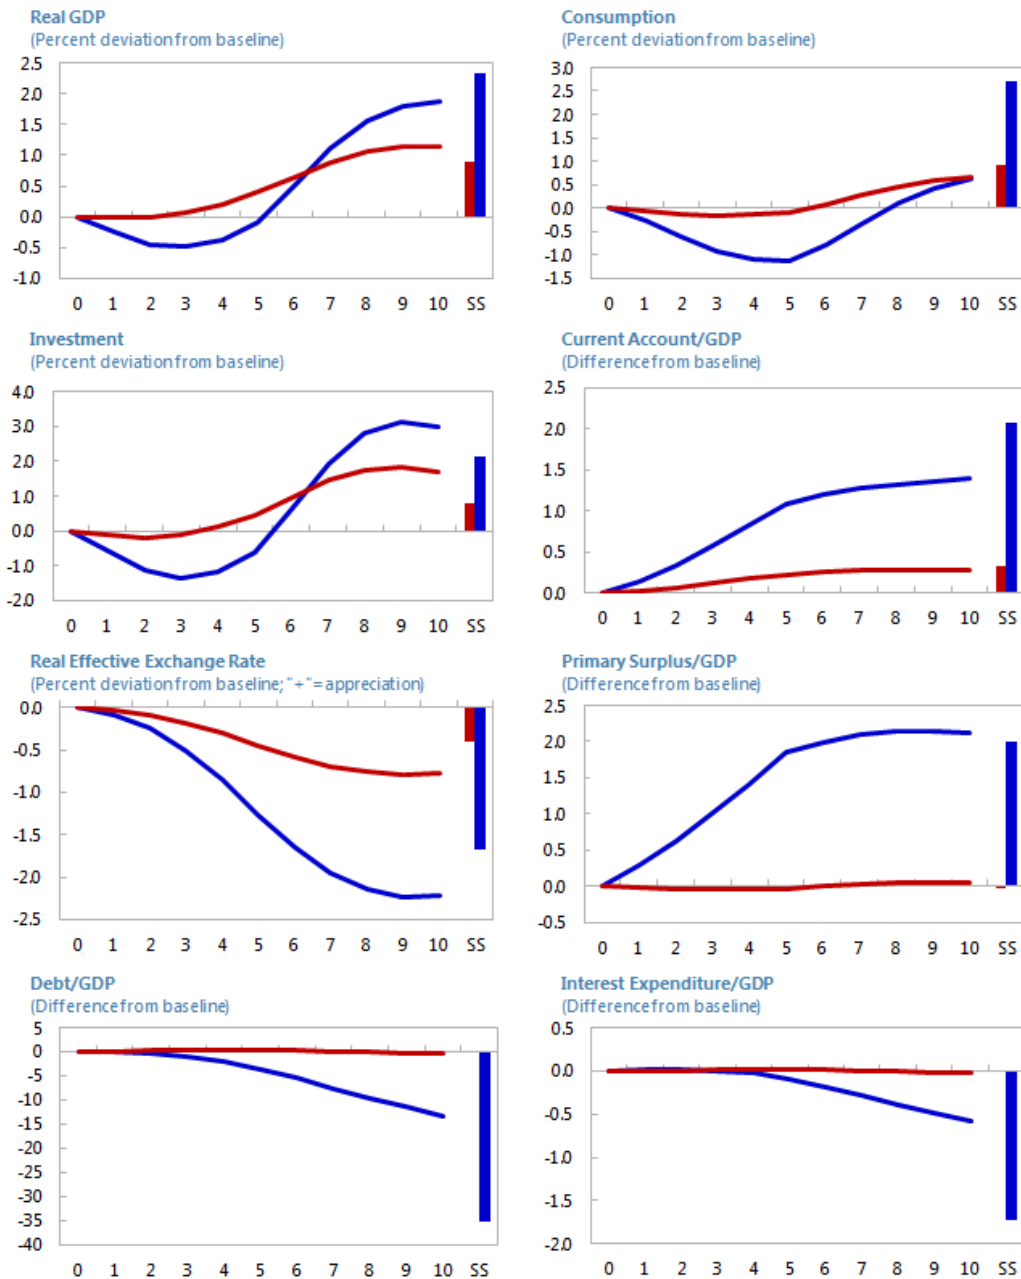 Real GDP
(Percent deviation from baseline)
2.5
2.0
1.5
1.0
0.5
0.0
-0.5
-1.0
0 1 2 3 4 5 6 7 8 9 10 SS
Consumption
(Percent deviation from baseline)
3.0
2.5
2.0
1.5
1.0
0.5
0.0
-0.5
-1.0
-1.5
0 1 2 3 4 5 6 7 8 9 10 SS
Investment
(Percent deviation from baseline)
4.0
3.0
2.0
1.0
0.0
-1.0
-2.0
0 1 2 3 4 5 6 7 8 9 10 SS
Current Account/GDP
(Difference from baseline)
2.5
2.0
1.5
1.0
0.5
0.0
0 1 2 3 4 5 6 7 8 9 10 SS
Real Effective Exchange Rate
(Percent deviation from baseline; "+" = appreciation)
0.0
-0.5
-1.0
-1.5
-2.0
-2.5
0 1 2 3 4 5 6 7 8 9 10 SS
Primary Surplus/GDP
(Difference from baseline)
2.5
2.0
1.5
1.0
0.5
0.0
-0.5
0 1 2 3 4 5 6 7 8 9 10 SS
Debt/GDP
(Difference from baseline)
5
0
-5
-10
-15
-20
-25
-30
-35
-40
0 1 2 3 4 5 6 7 8 9 10 SS
Interest Expenditure/GDP
(Difference from baseline)
0.5
0.0
-0.5
-1.0
-1.5
-2.0
0 1 2 3 4 5 6 7 8 9 10 SS